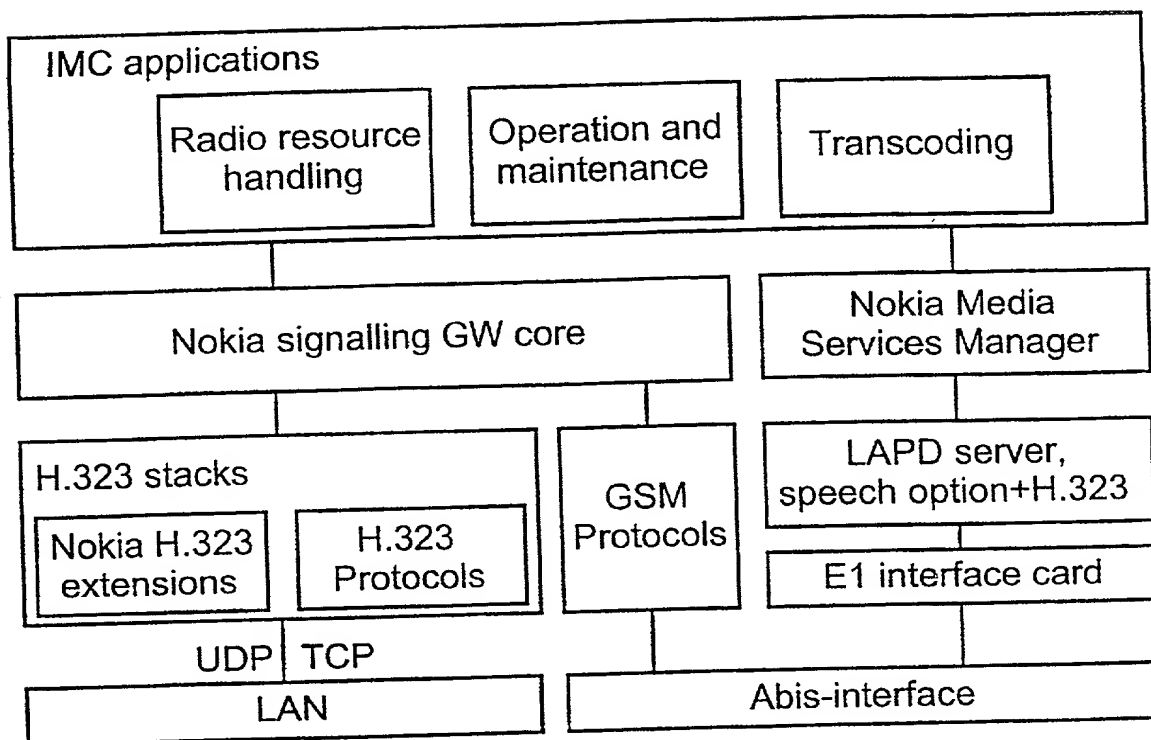 IMC applications
Radio resource
handling
Operation and
maintenance
Transcoding
Nokia signalling GW core
Nokia Media
Services Manager
H.323 stacks
Nokia H.323
extensions
H.323
Protocols
GSM
Protocols
LAPD server,
speech option+H.323
E1 interface card
UDP TCP
LAN
Abis-interface